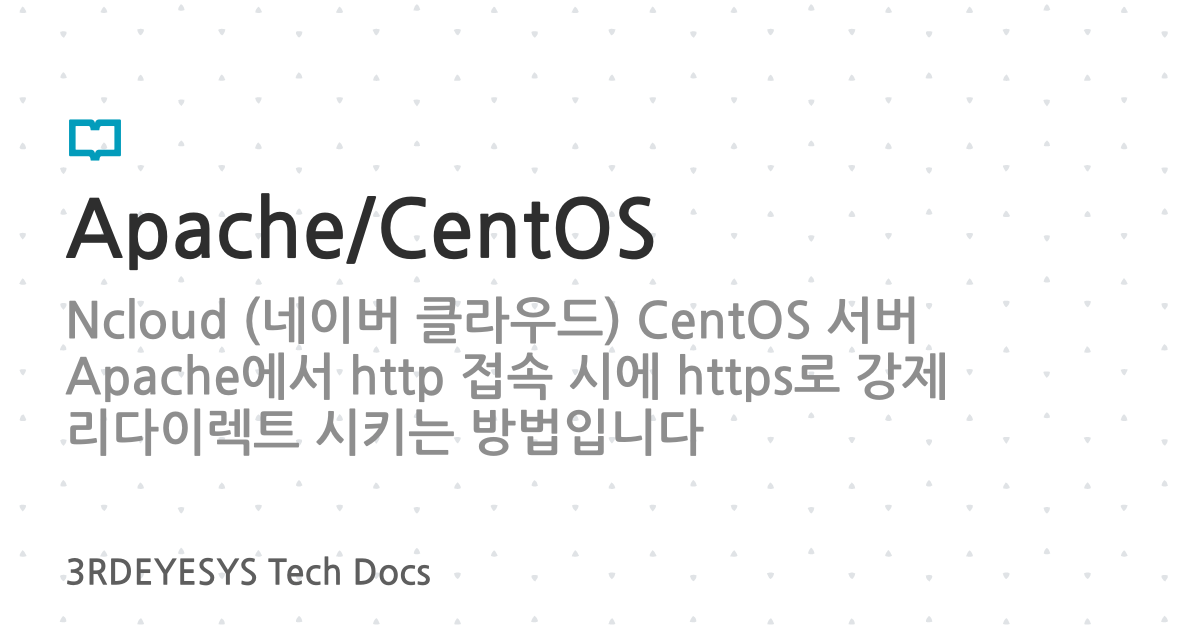 Apache/CentOS
Ncloud (네이버 클라우드) CentOS 서버
Apache에서 http 접속 시에 https로 강제
리다이렉트 시키는 방법입니다
3RDEYESYS Tech Docs